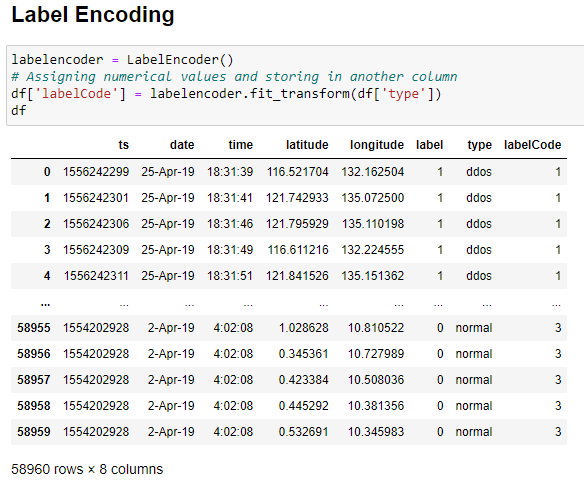 Label Encoding
labelencoder = LabelEncoder()
# Assigning numerical values and storing in another column
df['labelCode'] = labelencoder.fit_transform(df['type'])
df
ts date time latitude longitude label type labelCode
0 1556242299 25-Apr-19 18:31:39 116.521704 132.162504 1 ddos 1
1 1556242301 25-Apr-19 18:31:41 121.742933 135.072500 1 ddos 1
2 1556242306 25-Apr-19 18:31:46 121.795929 135.110198 1 ddos 1
3 1556242309 25-Apr-19 18:31:49 116.611216 132.224555 1 ddos 1
4 1556242311 25-Apr-19 18:31:51 121.841526 135.151362 1 ddos 1
... ... ... ... ... ... ... ... ...
58955 1554202928 2-Apr-19 4:02:08 1.028628 10.810522 0 normal 3
58956 1554202928 2-Apr-19 4:02:08 0.345361 10.727989 0 normal 3
58957 1554202928 2-Apr-19 4:02:08 0.423384 10.508036 0 normal 3
58958 1554202928 2-Apr-19 4:02:08 0.445292 10.381356 0 normal 3
58959 1554202928 2-Apr-19 4:02:08 0.532691 10.345983 0 normal 3
58960 rows × 8 columns